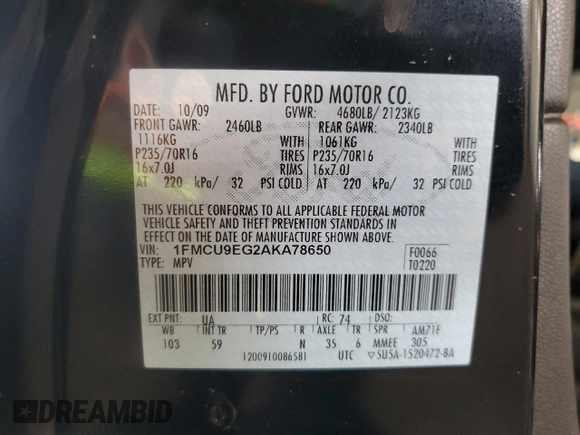 MFD. BY FORD MOTOR CO.
DATE: 10/09 GVWR: 4680LB/ 2123KG
FRONT GAWR: 2460LB REAR GAWR: 2340LB
1116KG WITH 1061KG WITH
P235/70R16 TIRES P235/70R16 TIRES
16x7.0J RIMS 16x7.0J RIMS
AT 220 kPa/ 32 PSI COLD AT 220 kPa/ 32 PSI COLD
THIS VEHICLE CONFORMS TO ALL APPLICABLE FEDERAL MOTOR
VEHICLE SAFETY AND THEFT PREVENTION STANDARDS IN
EFFECT ON THE DATE OF MANUFACTURE SHOWN ABOVE.
VIN: 1FMCU9EG2AKA78650 F0066
TYPE: MPV T0220
EXT PNT: UA RC: 74 DSO:
WB INT TR TP/PS R AXLE TR SPR AM71F
103 59 N 35 6 MMEE 305
1200910086581 UTC 5U5A-1520472-BA
DREAMBID